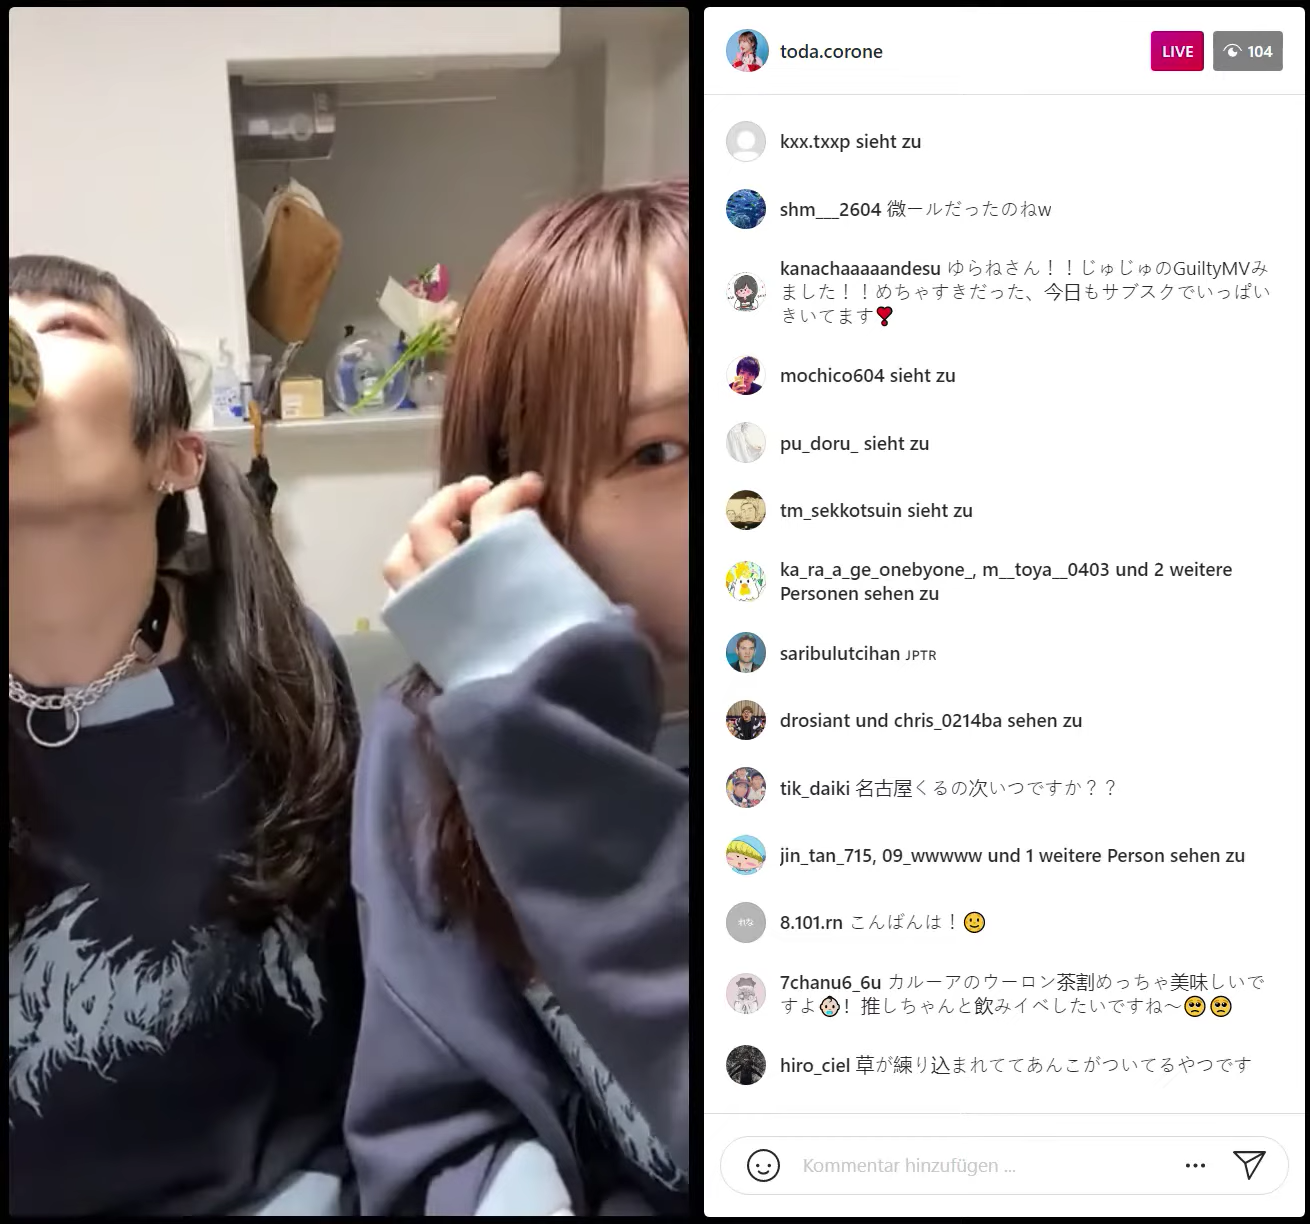 toda.corone
LIVE
104
kxx.txxp sieht zu
shm___2604 微ールだったのねw
kanachaaaaandesu ゆらねさん！！じゅじゅのGuiltyMVみ
ました！！めちゃすきだった、今日もサブスクでいっぱい
きいてます❣️
mochico604 sieht zu
pu_doru_ sieht zu
tm_sekkotsuin sieht zu
ka_ra_a_ge_onebyone_, m__toya__0403 und 2 weitere
Personen sehen zu
saribulutcihan ᴊᴘᴛʀ
drosiant und chris_0214ba sehen zu
tik_daiki 名古屋くるの次いつですか？？
jin_tan_715, 09_wwwww und 1 weitere Person sehen zu
れな
8.101.rn こんばんは！🙂
7chanu6_6u カルーアのウーロン茶割めっちゃ美味しいで
すよ👶🏻！推しちゃんと飲みイベしたいですね〜🥺🥺
hiro_ciel 草が練り込まれててあんこがついてるやつです
Kommentar hinzufügen ...